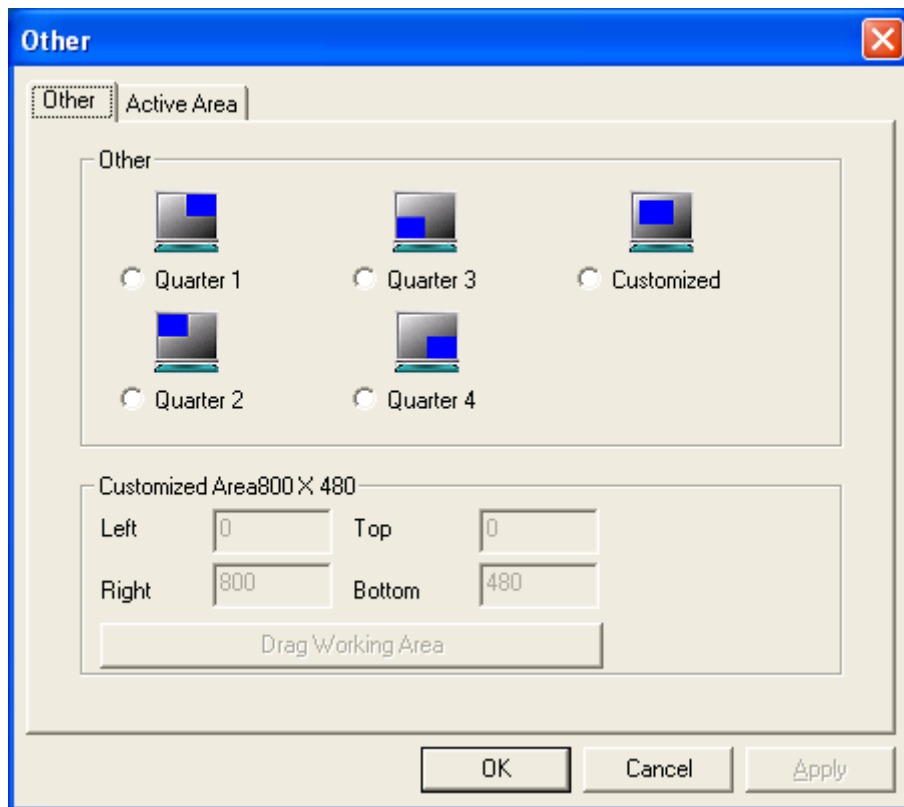 Other
Other Active Area
Other
Quarter 1 Quarter 3 Customized
Quarter 2 Quarter 4
Customized Area800 X 480
Left 0 Top 0
Right 800 Bottom 480
Drag Working Area
OK Cancel Apply